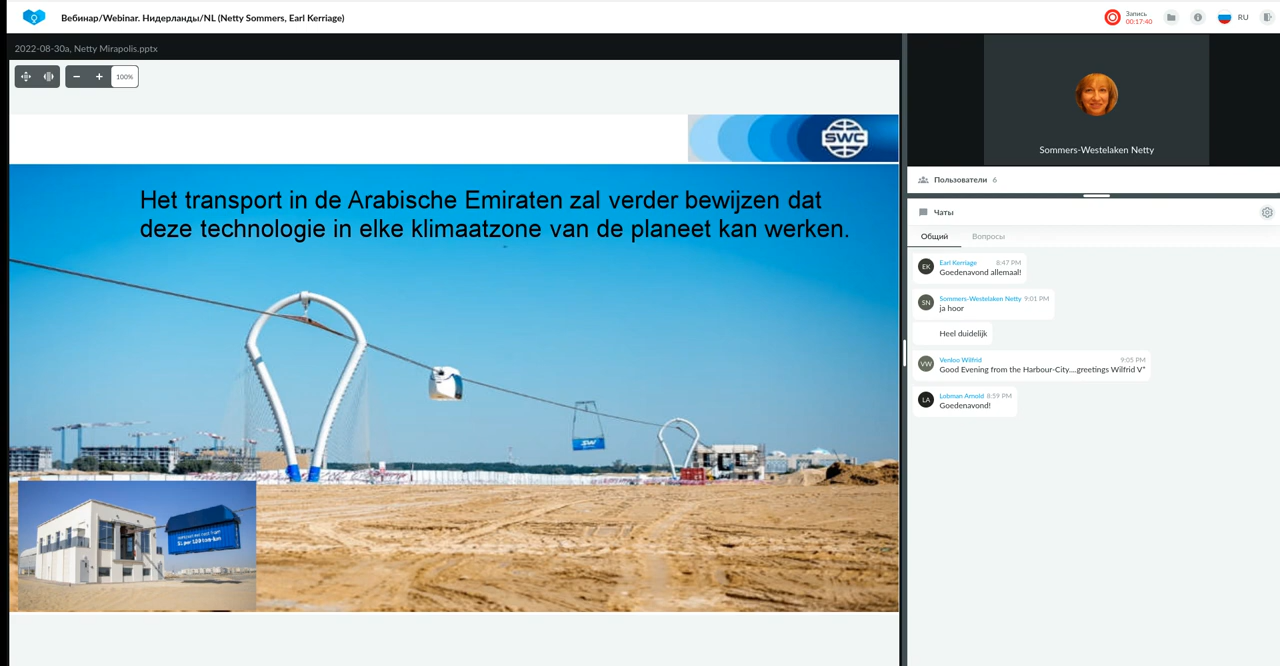 Вебинар/Webinar. Нидерланды/NL (Netty Sommers, Earl Kerriage)
Запись
00:17:40
RU
2022-08-30a, Netty Mirapolis.pptx
100%
SWC
Het transport in de Arabische Emiraten zal verder bewijzen dat
deze technologie in elke klimaatzone van de planeet kan werken.
Sommers-Westelaken Netty
Пользователи 6
Чаты
Общий Вопросы
EK
Earl Kerriage 8:47 PM
Goedenavond allemaal!
SN
Sommers-Westelaken Netty 9:01 PM
ja hoor
Heel duidelijk
VW
Venloo Wilfrid 9:05 PM
Good Evening from the Harbour-City....greetings Wilfrid V"
LA
Lobman Arnold 8:59 PM
Goedenavond!